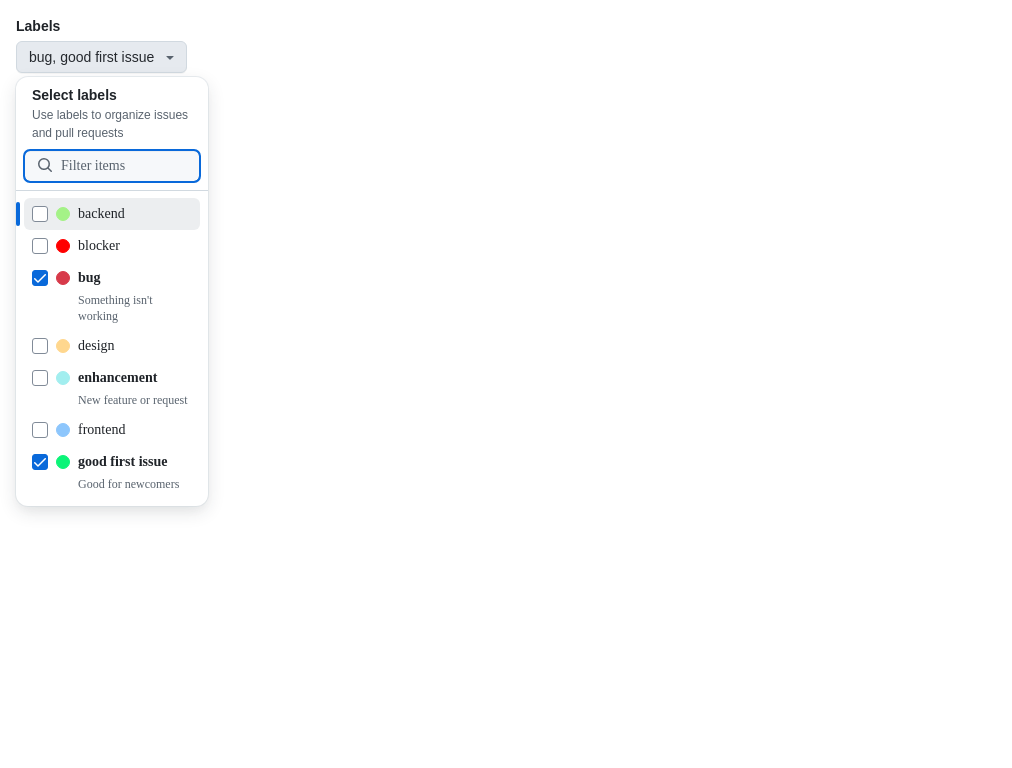 Labels
bug, good first issue
Select labels
Use labels to organize issues
and pull requests
Filter items
backend
blocker
bug
Something isn't
working
design
enhancement
New feature or request
frontend
good first issue
Good for newcomers